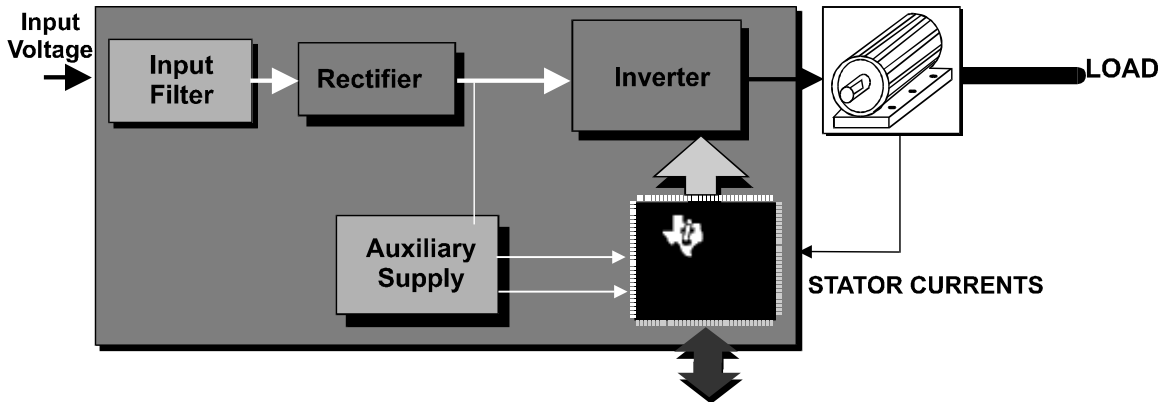 Input
Voltage
Input
Filter
Rectifier
Inverter
LOAD
Auxiliary
Supply
STATOR CURRENTS